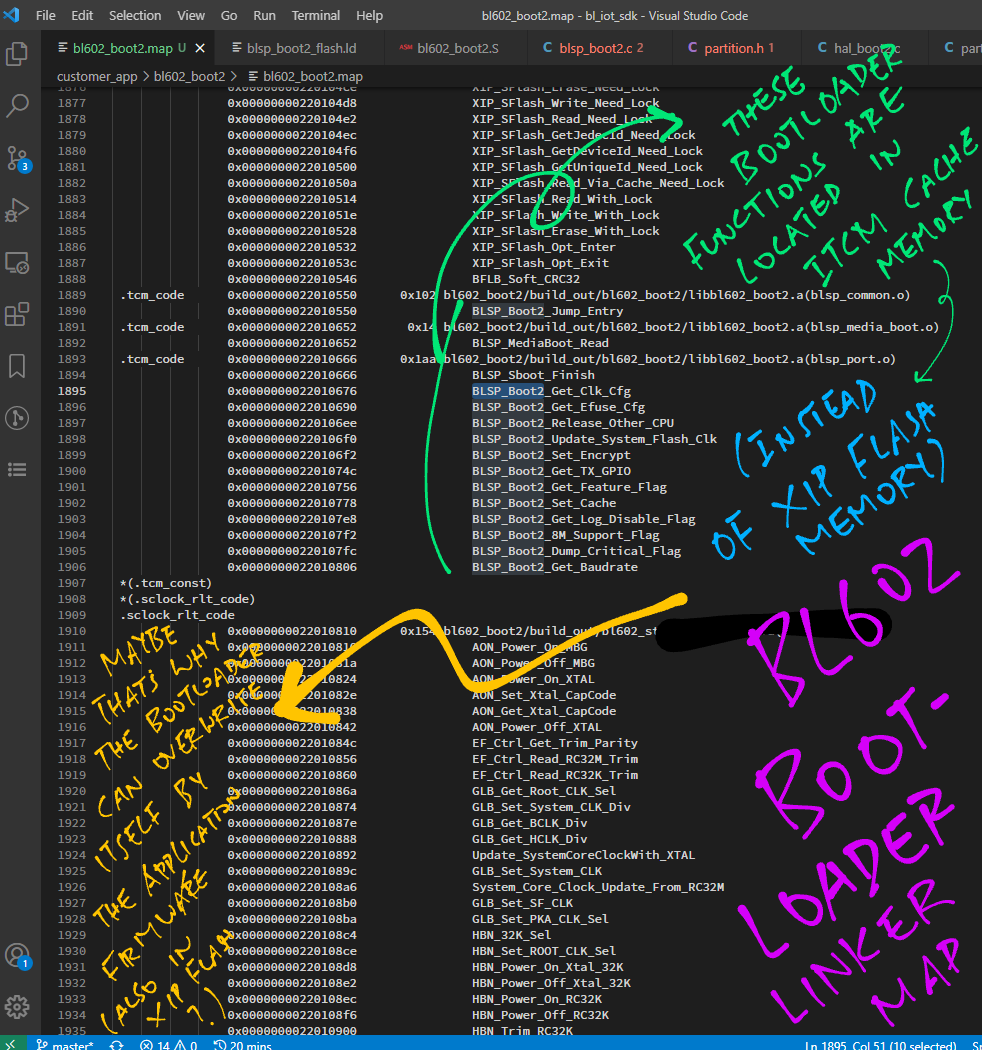 File Edit Selection View Go Run Terminal Help bl602_boot2.map - bl_iot_sdk - Visual Studio Code
bl602_boot2.map U × blsp_boot2_flash.ld ASM bl602_boot2.S C blsp_boot2.c 2 C partition.h 1 C hal_boot2.c C part
customer_app > bl602_boot2 > bl602_boot2.map
1876 0x00000000220104ce XIP_SFlash_Erase_Need_Lock
1877 0x00000000220104d8 XIP_SFlash_Write_Need_Lock
1878 0x00000000220104e2 XIP_SFlash_Read_Need_Lock
1879 0x00000000220104ec XIP_SFlash_GetJedecId_Need_Lock
1880 0x00000000220104f6 XIP_SFlash_GetDeviceId_Need_Lock
1881 0x0000000022010500 XIP_SFlash_GetUniqueId_Need_Lock
1882 0x000000002201050a XIP_SFlash_Read_Via_Cache_Need_Lock
1883 0x0000000022010514 XIP_SFlash_Read_With_Lock
1884 0x000000002201051e XIP_SFlash_Write_With_Lock
1885 0x0000000022010528 XIP_SFlash_Erase_With_Lock
1886 0x0000000022010532 XIP_SFlash_Opt_Enter
1887 0x000000002201053c XIP_SFlash_Opt_Exit
1888 0x0000000022010546 BFLB_Soft_CRC32
1889 .tcm_code 0x0000000022010550 0x102 bl602_boot2/build_out/bl602_boot2/libbl602_boot2.a(blsp_common.o)
1890 0x0000000022010550 BLSP_Boot2_Jump_Entry
1891 .tcm_code 0x0000000022010652 0x14 bl602_boot2/build_out/bl602_boot2/libbl602_boot2.a(blsp_media_boot.o)
1892 0x0000000022010652 BLSP_MediaBoot_Read
1893 .tcm_code 0x0000000022010666 0x1aa bl602_boot2/build_out/bl602_boot2/libbl602_boot2.a(blsp_port.o)
1894 0x0000000022010666 BLSP_Sboot_Finish
1895 0x0000000022010676 BLSP_Boot2_Get_Clk_Cfg
1896 0x0000000022010690 BLSP_Boot2_Get_Efuse_Cfg
1897 0x00000000220106ee BLSP_Boot2_Release_Other_CPU
1898 0x00000000220106f0 BLSP_Boot2_Update_System_Flash_Clk
1899 0x00000000220106f2 BLSP_Boot2_Set_Encrypt
1900 0x000000002201074c BLSP_Boot2_Get_TX_GPIO
1901 0x0000000022010756 BLSP_Boot2_Get_Feature_Flag
1902 0x0000000022010778 BLSP_Boot2_Set_Cache
1903 0x00000000220107e8 BLSP_Boot2_Get_Log_Disable_Flag
1904 0x00000000220107f2 BLSP_Boot2_8M_Support_Flag
1905 0x00000000220107fc BLSP_Boot2_Dump_Critical_Flag
1906 0x0000000022010806 BLSP_Boot2_Get_Baudrate
1907 *(.tcm_const)
1908 *(.sclock_rlt_code)
1909 .sclock_rlt_code
1910 0x0000000022010810 0x154 bl602_boot2/build_out/bl602_st
1911 0x0000000022010810 AON_Power_On_MBG
1912 0x000000002201081a AON_Power_Off_MBG
1913 0x0000000022010824 AON_Power_On_XTAL
1914 0x000000002201082e AON_Set_Xtal_CapCode
1915 0x0000000022010838 AON_Get_Xtal_CapCode
1916 0x0000000022010842 AON_Power_Off_XTAL
1917 0x000000002201084c EF_Ctrl_Get_Trim_Parity
1918 0x0000000022010856 EF_Ctrl_Read_RC32M_Trim
1919 0x0000000022010860 EF_Ctrl_Read_RC32K_Trim
1920 0x000000002201086a GLB_Get_Root_CLK_Sel
1921 0x0000000022010874 GLB_Set_System_CLK_Div
1922 0x000000002201087e GLB_Get_BCLK_Div
1923 0x0000000022010888 GLB_Get_HCLK_Div
1924 0x0000000022010892 Update_SystemCoreClockWith_XTAL
1925 0x000000002201089c GLB_Set_System_CLK
1926 0x00000000220108a6 System_Core_Clock_Update_From_RC32M
1927 0x00000000220108b0 GLB_Set_SF_CLK
1928 0x00000000220108ba GLB_Set_PKA_CLK_Sel
1929 0x00000000220108c4 HBN_32K_Sel
1930 0x00000000220108ce HBN_Set_ROOT_CLK_Sel
1931 0x00000000220108d8 HBN_Power_On_Xtal_32K
1932 0x00000000220108e2 HBN_Power_Off_Xtal_32K
1933 0x00000000220108ec HBN_Power_On_RC32K
1934 0x00000000220108f6 HBN_Power_Off_RC32K
1935 0x0000000022010900 HBN_Trim_RC32K
THESE
BOOTLOADER
FUNCTIONS ARE
LOCATED IN
ITCM CACHE
MEMORY
(INSTEAD
OF XIP FLASH
MEMORY)
BL602
BOOT-
LOADER
LINKER
MAP
MAYBE
THAT'S WHY
THE BOOTLOADER
CAN OVERWRITE
ITSELF BY
THE APPLICATION
FIRMWARE
(ALSO IN
XIP FLASH
?!)
3
1
master* 14 0 20 mins Ln 1895, Col 51 (10 selected) Sp